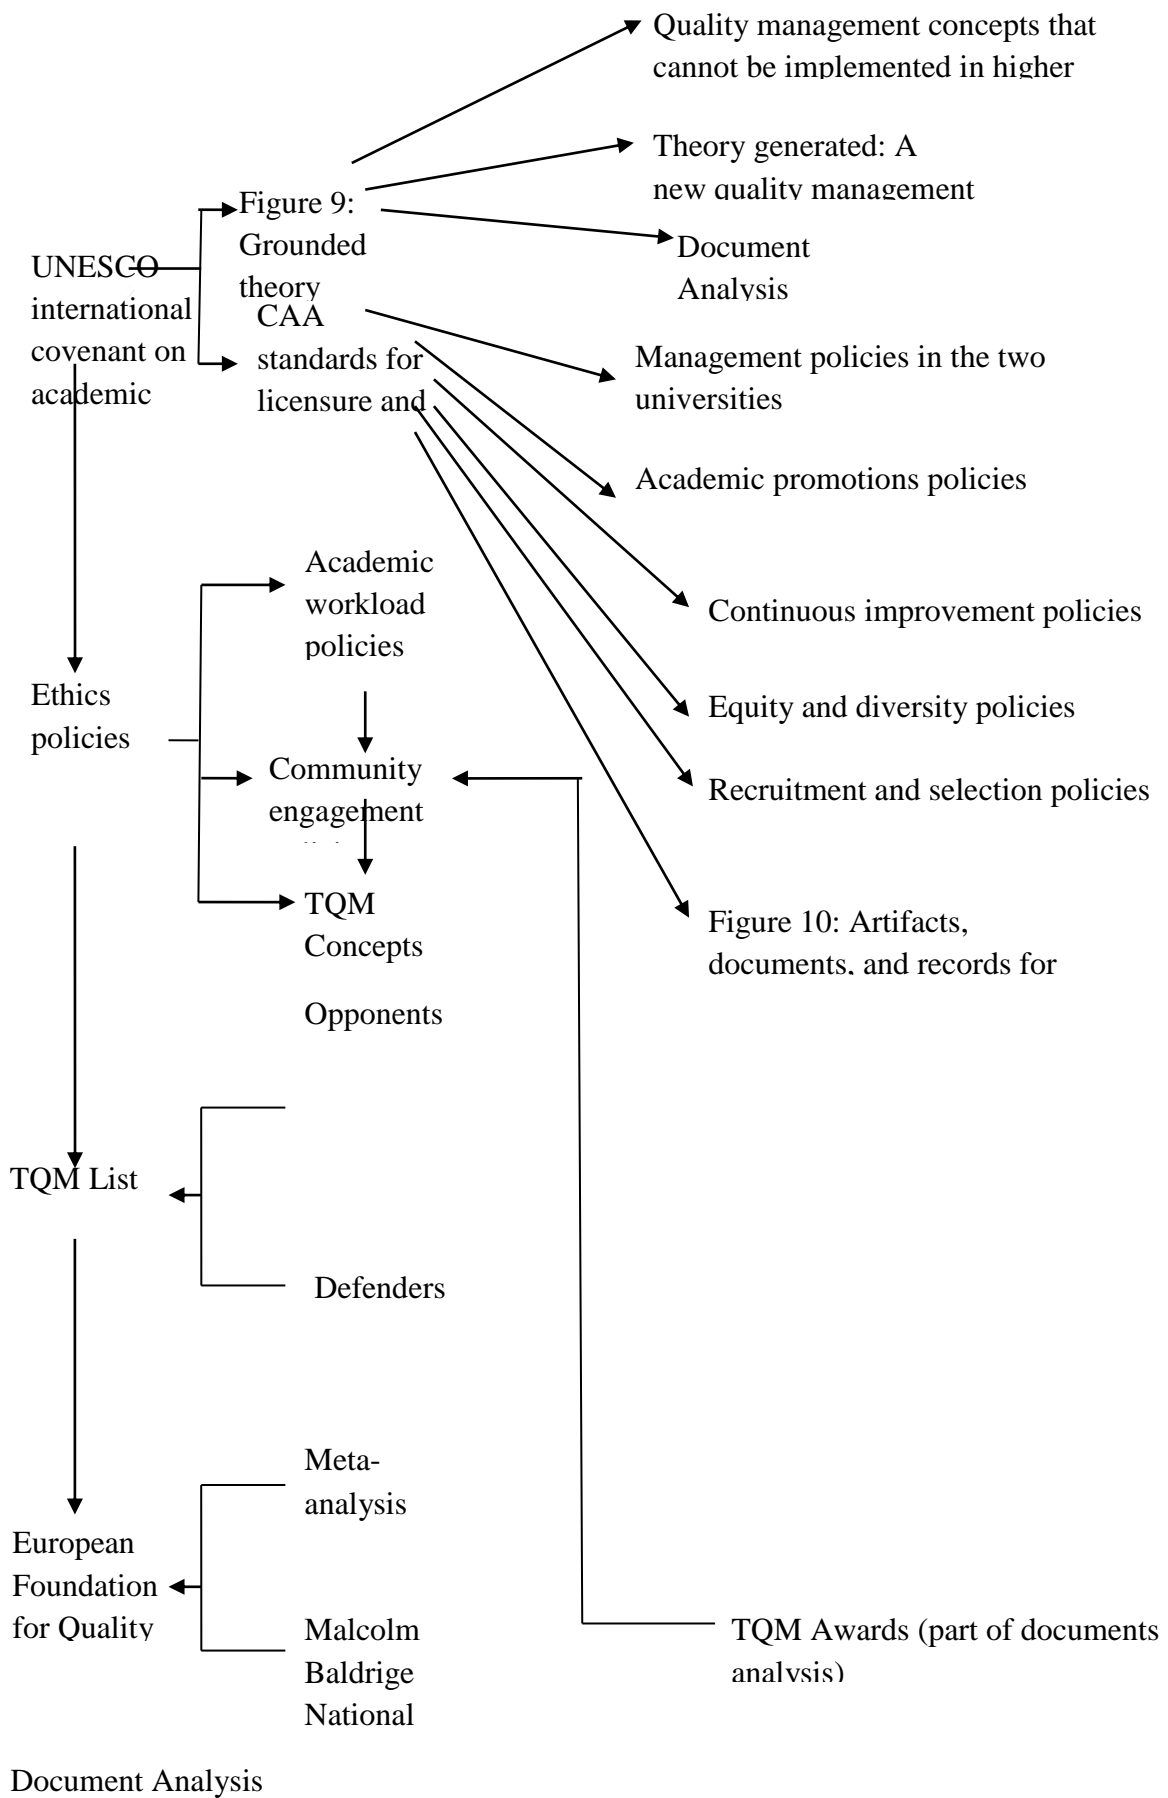 Quality management concepts that
cannot be implemented in higher
Theory generated: A
new quality management
Figure 9:
Grounded
theory
Document
Analysis
UNESCO
international
covenant on
academic
CAA
standards for
licensure and
Management policies in the two
universities
Academic promotions policies
Academic
workload
policies
Continuous improvement policies
Ethics
policies
Equity and diversity policies
Community
engagement
Recruitment and selection policies
TQM
Concepts
Figure 10: Artifacts,
documents, and records for
Opponents
TQM List
Defenders
Meta-
analysis
European
Foundation
for Quality
Malcolm
Baldrige
National
TQM Awards (part of documents
analysis)
Document Analysis